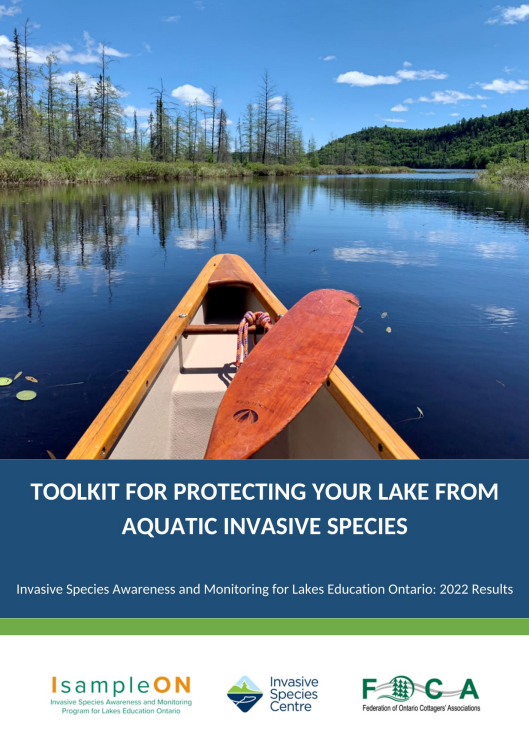 TOOLKIT FOR PROTECTING YOUR LAKE FROM
AQUATIC INVASIVE SPECIES
Invasive Species Awareness and Monitoring for Lakes Education Ontario: 2022 Results
IsampleON
Invasive Species Awareness and Monitoring
Program for Lakes Education Ontario
Invasive
Species
Centre
FOCA
Federation of Ontario Cottagers' Associations